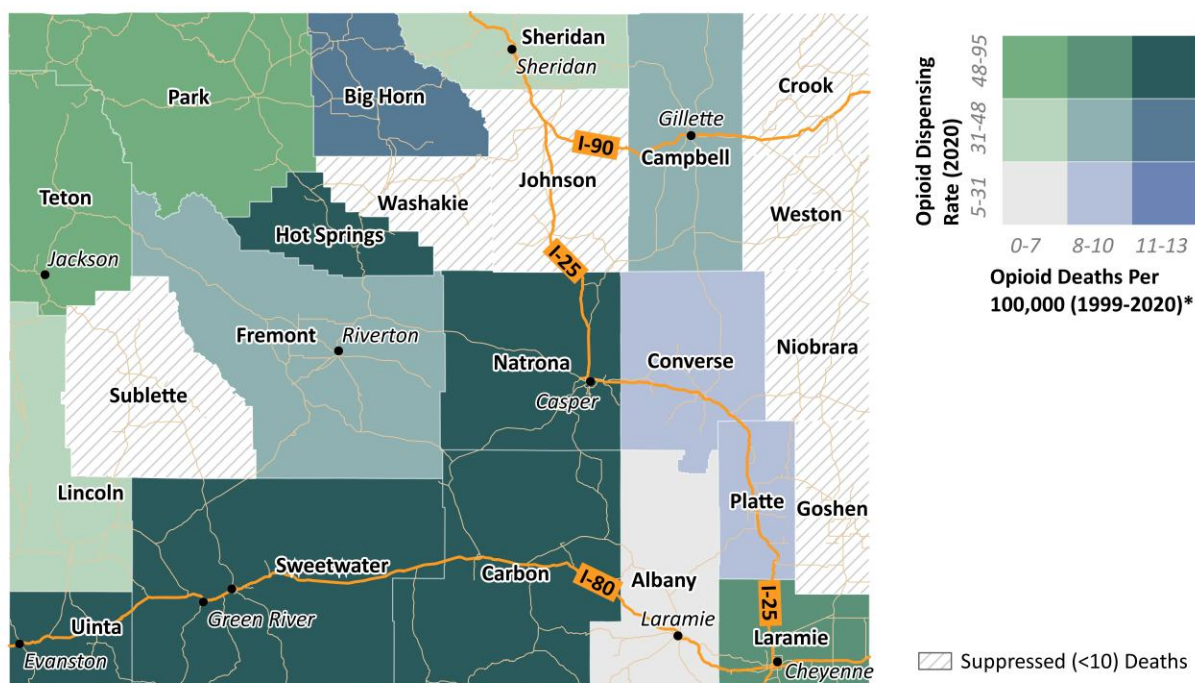 Sheridan
Sheridan
Park
Big Horn
Crook
Gillette
I-90
Campbell
Johnson
Teton
Washakie
Weston
Hot Springs
Jackson
I-25
Fremont
Riverton
Natrona
Converse
Niobrara
Sublette
Casper
Lincoln
Platte
Goshen
Sweetwater
Carbon
I-80
Albany
I-25
Green River
Uinta
Laramie
Laramie
Evanston
Cheyenne
Opioid Dispensing
Rate (2020)
48-95
31-48
5-31
0-7 8-10 11-13
Opioid Deaths Per
100,000 (1999-2020)*
Suppressed (<10) Deaths